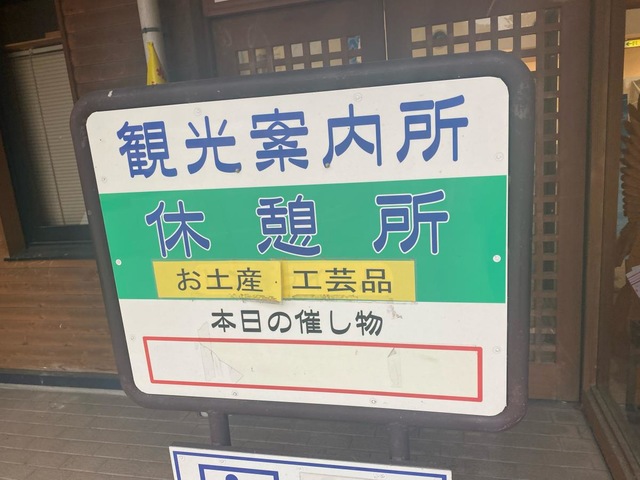 観光案内所
休憩所
お土産 工芸品
本日の催し物